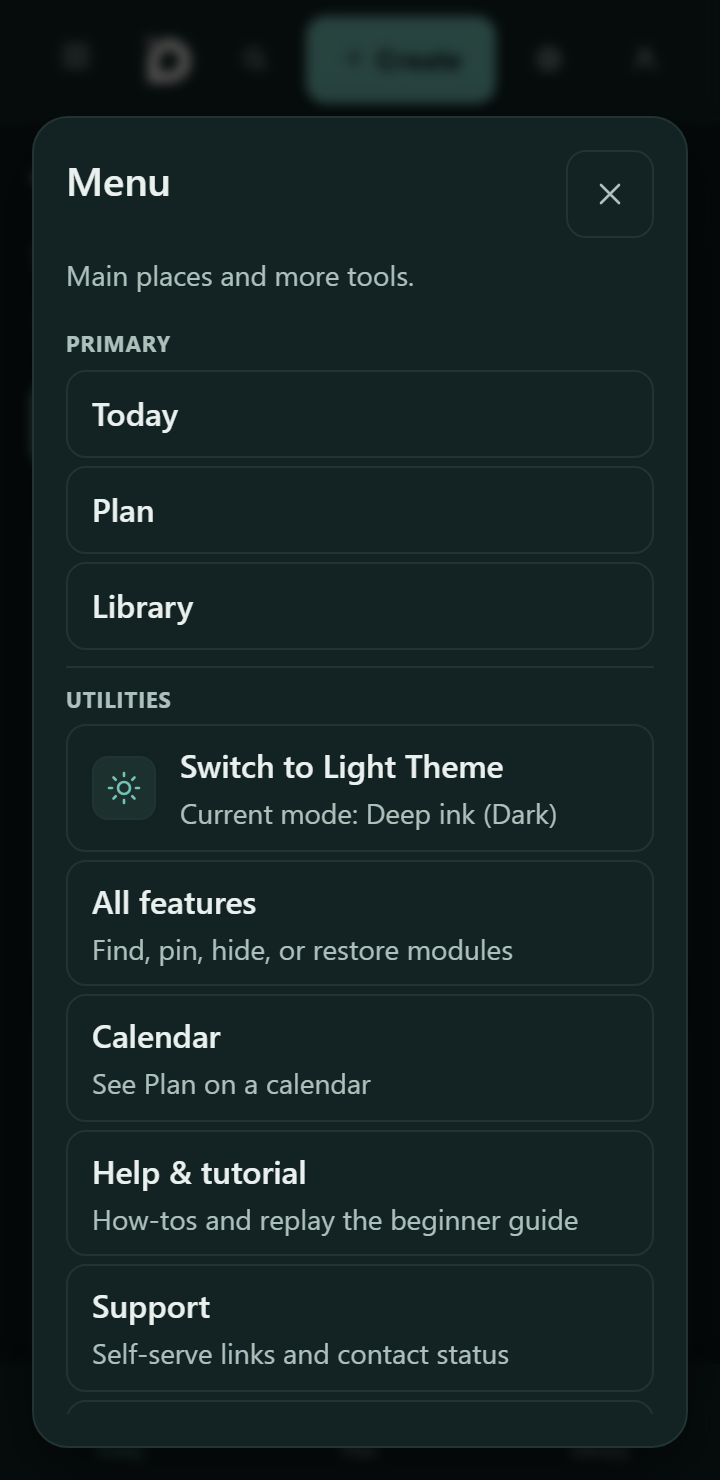 Create
Menu
Main places and more tools.
PRIMARY
Today
Plan
Library
UTILITIES
Switch to Light Theme
Current mode: Deep ink (Dark)
All features
Find, pin, hide, or restore modules
Calendar
See Plan on a calendar
Help & tutorial
How-tos and replay the beginner guide
Support
Self-serve links and contact status